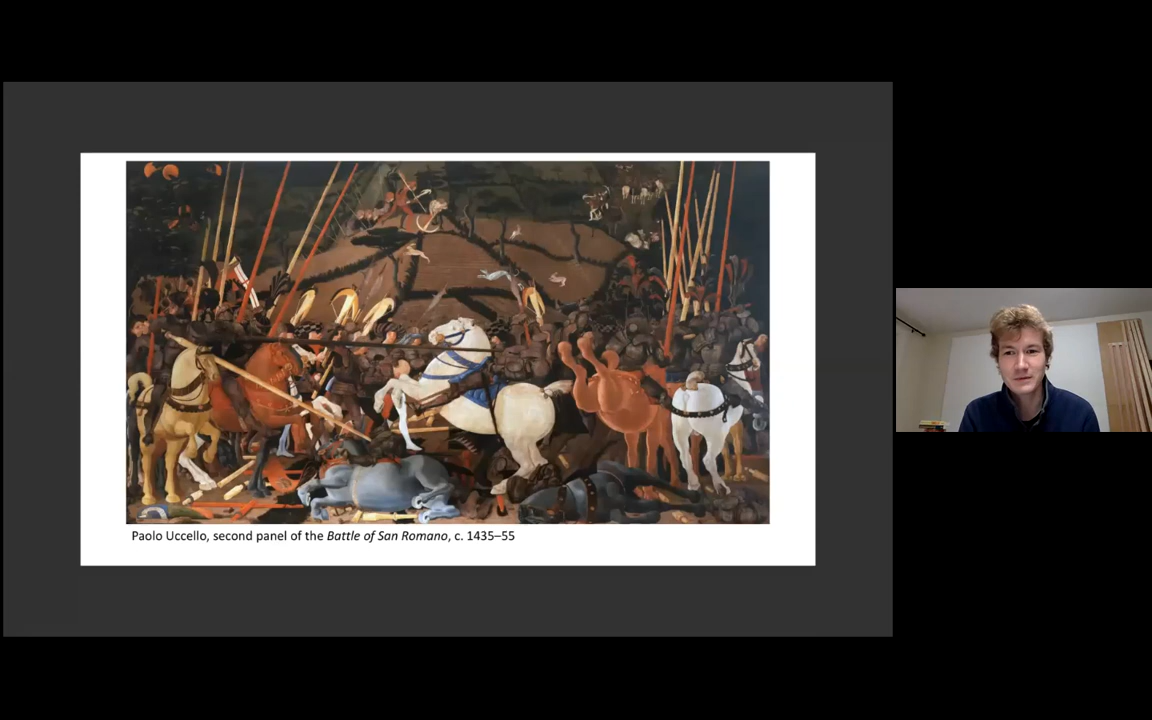 Paolo Uccello, second panel of the Battle of San Romano, c. 1435–55